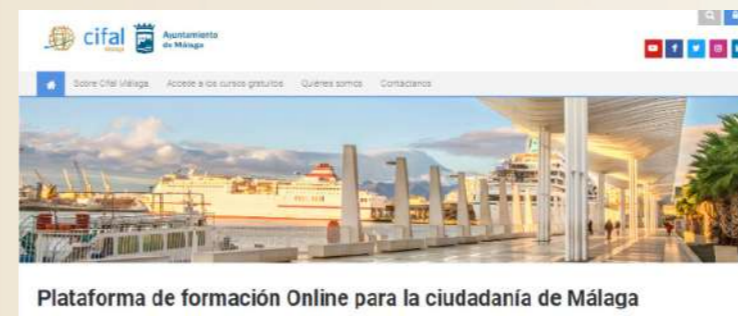 cifal
Málaga
Ayuntamiento
de Málaga
Sobre Cifal Málaga
Accede a los cursos gratuitos
Quiénes somos
Contáctanos
Plataforma de formación Online para la ciudadanía de Málaga